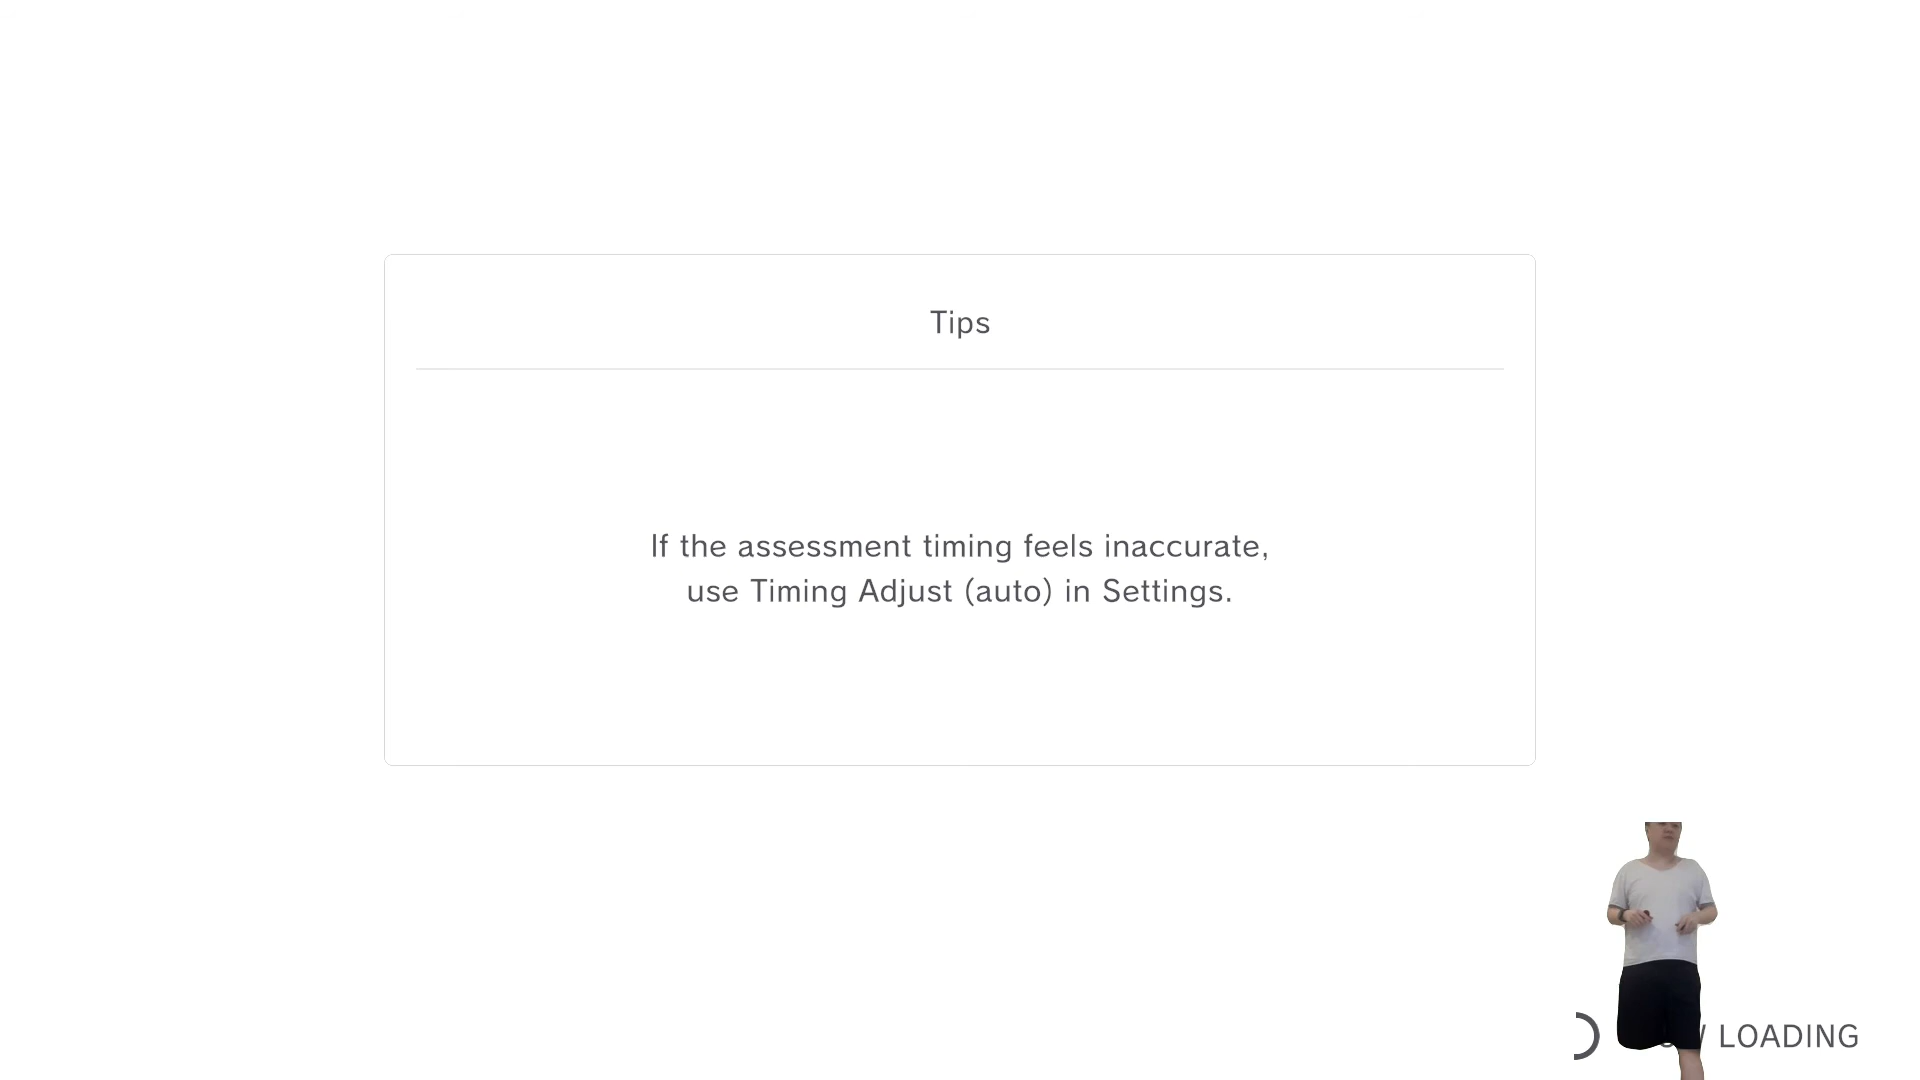 Tips
If the assessment timing feels inaccurate,
use Timing Adjust (auto) in Settings.
LOADING